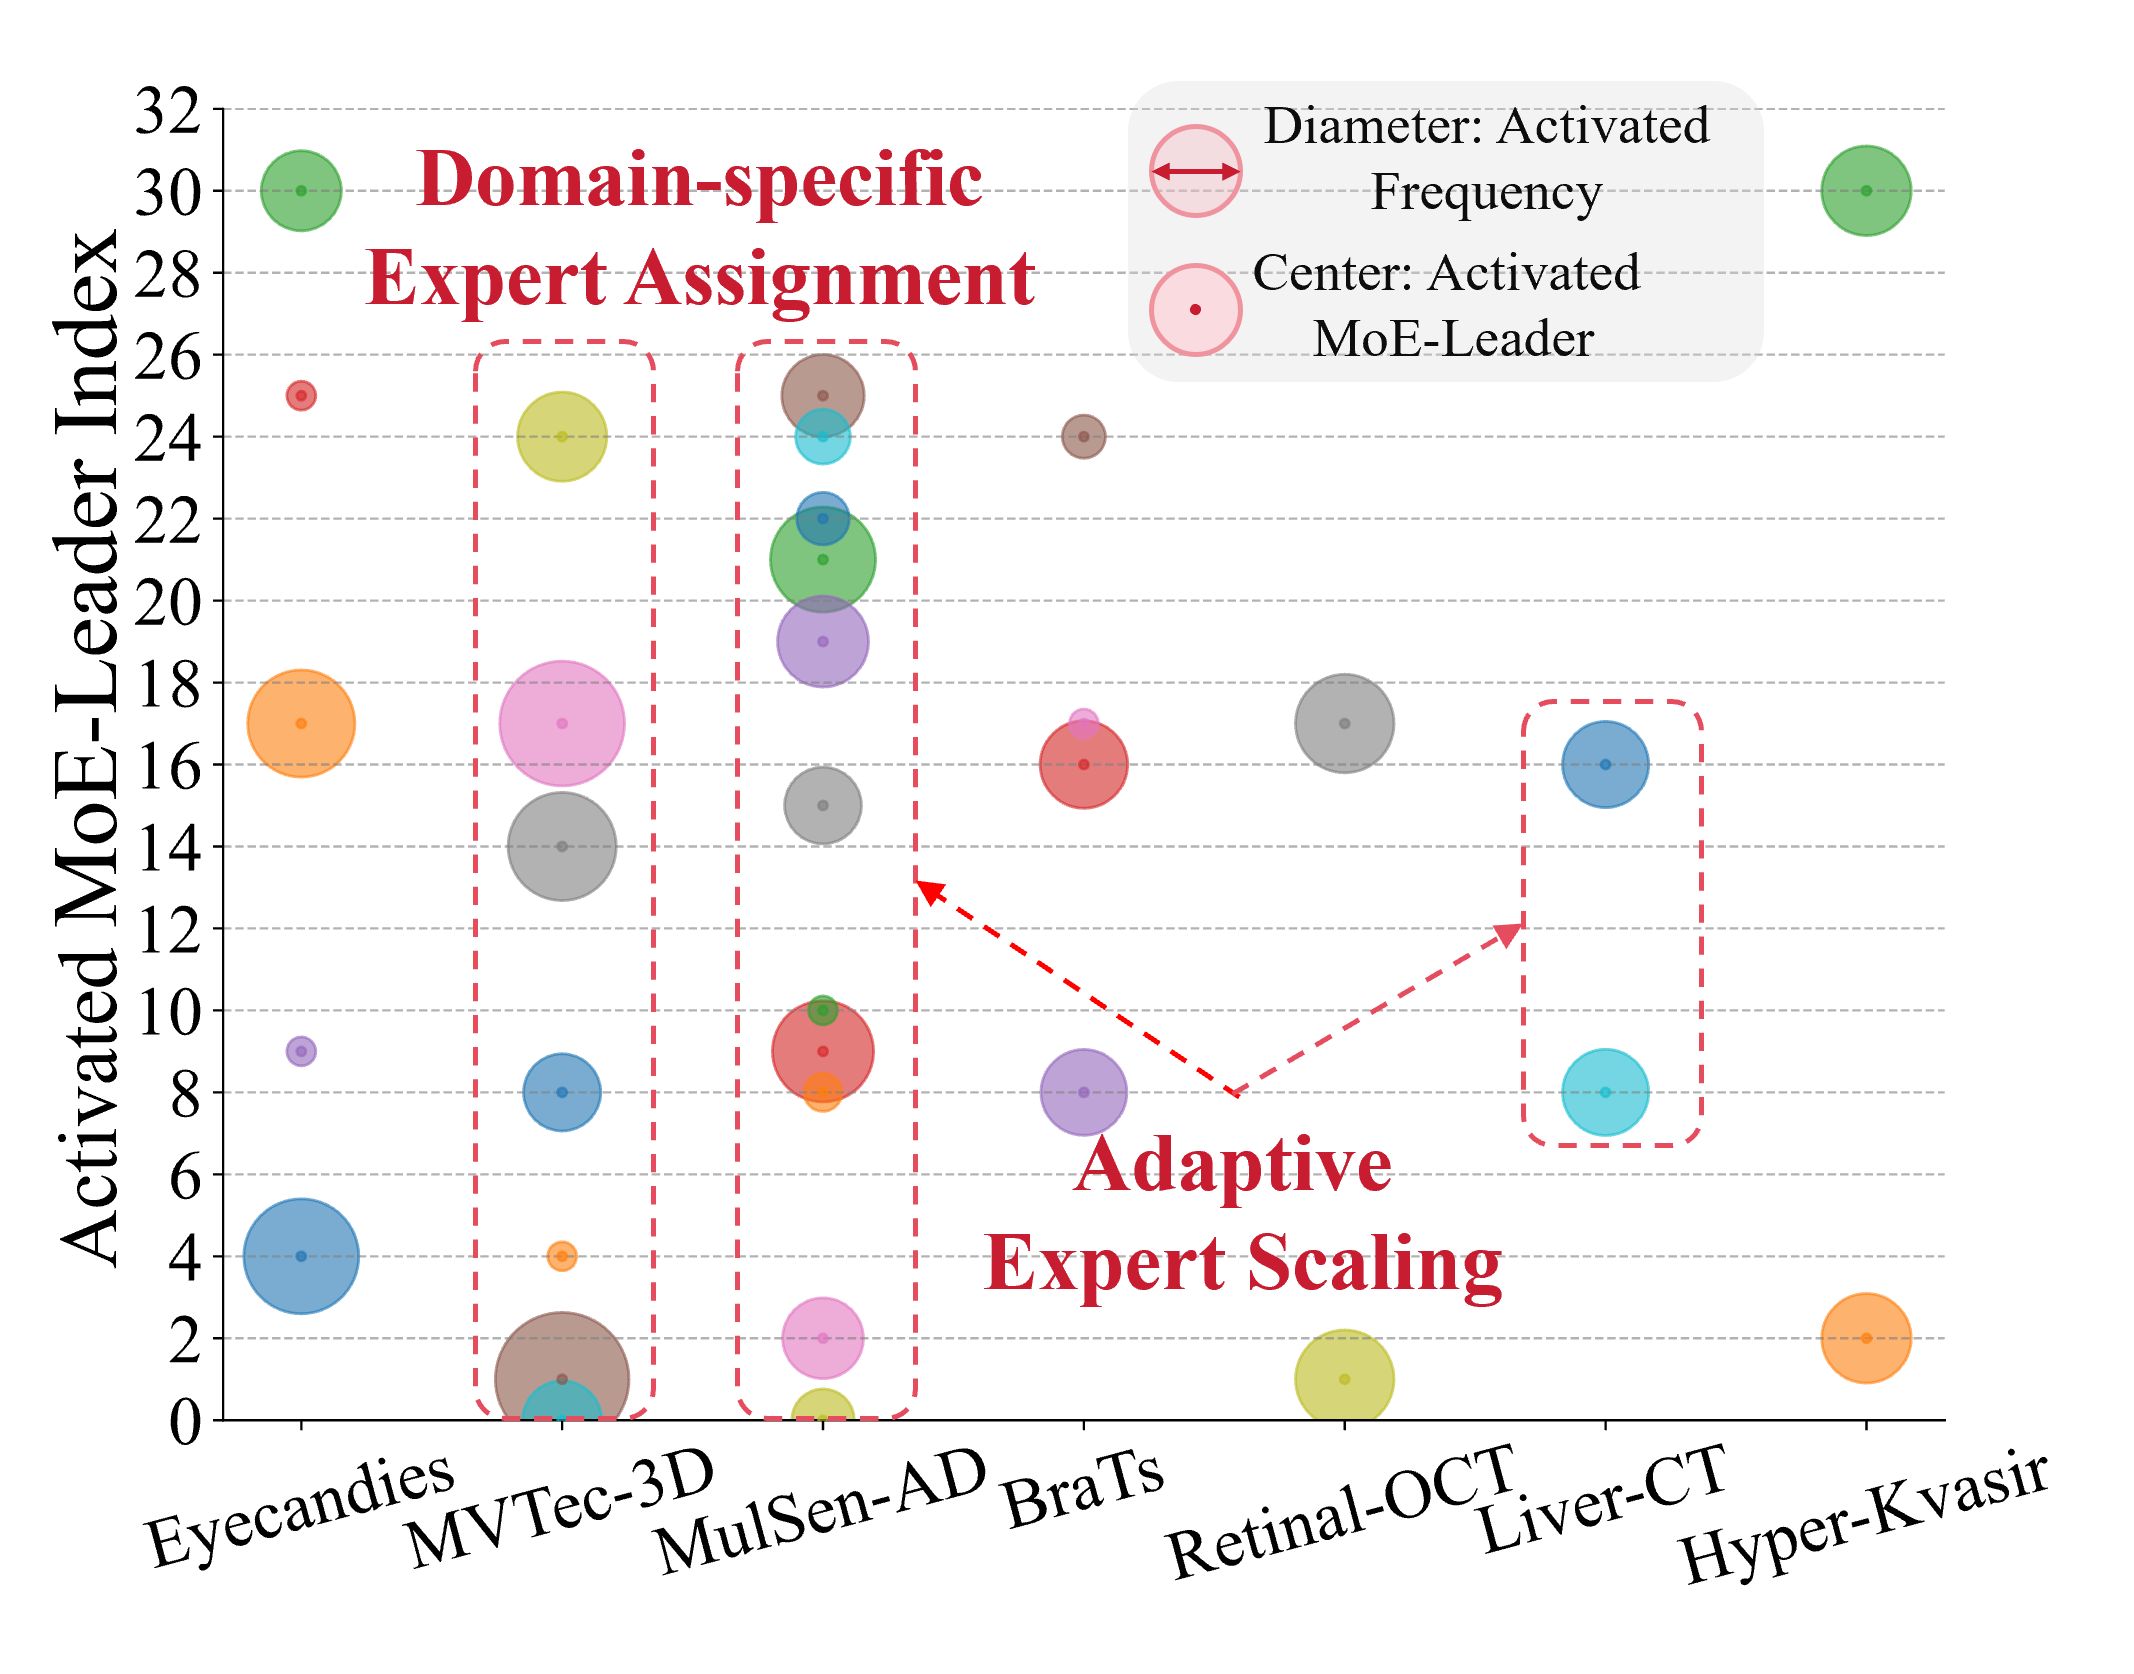 Activated MoE-Leader Index
32
30
28
26
24
22
20
18
16
14
12
10
8
6
4
2
0
Domain-specific
Expert Assignment
Diameter: Activated
Frequency
Center: Activated
MoE-Leader
Adaptive
Expert Scaling
Eyecandies
MVTec-3D
MulSen-AD
BraTs
Retinal-OCT
Liver-CT
Hyper-Kvasir